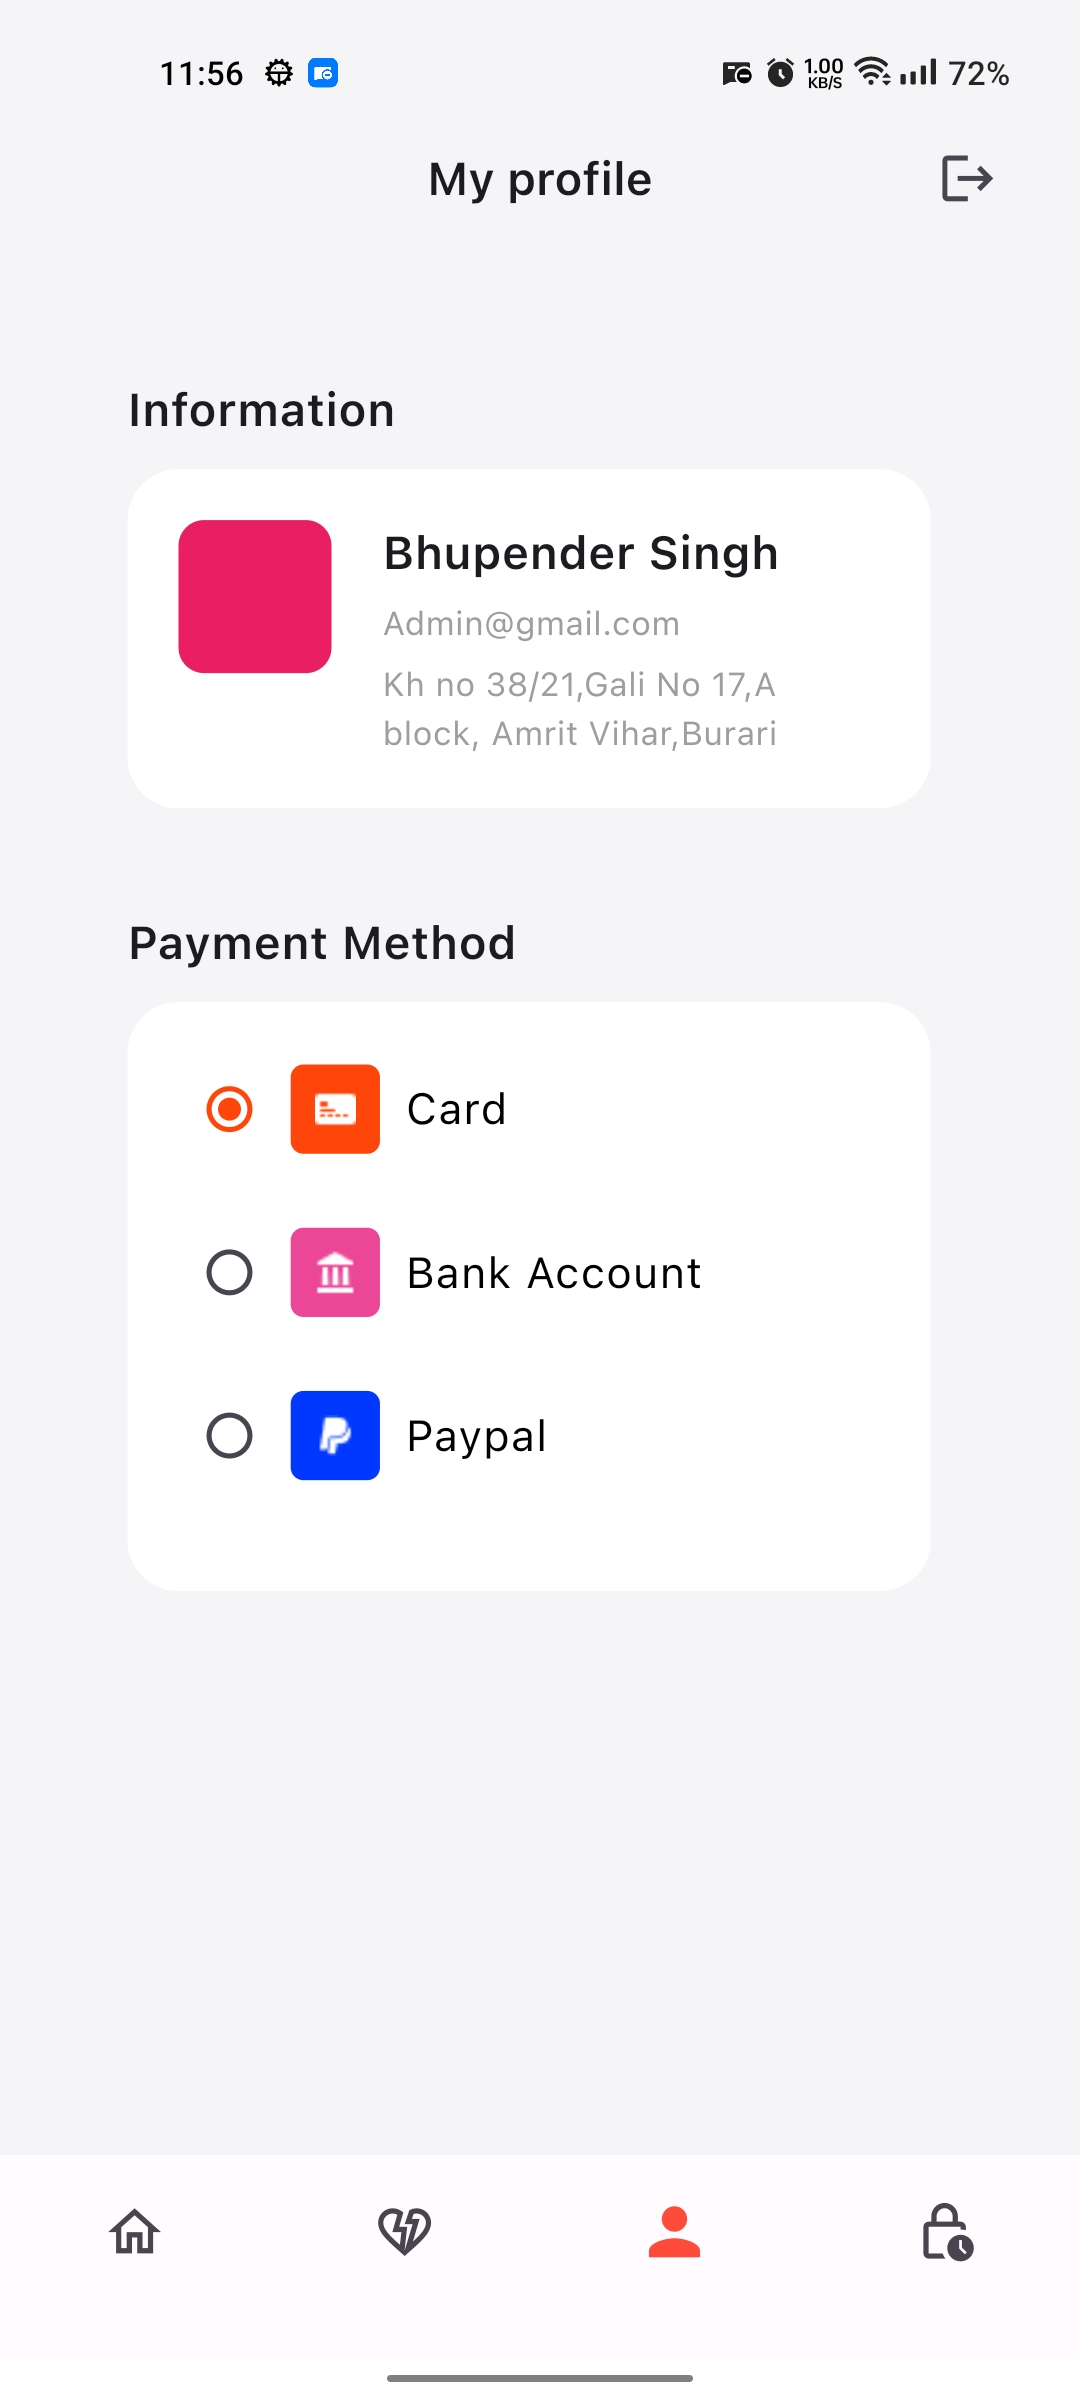 11:56
1.00
KB/S
72%
My profile
Information
Bhupender Singh
Admin@gmail.com
Kh no 38/21,Gali No 17,A
block, Amrit Vihar,Burari
Payment Method
Card
Bank Account
Paypal